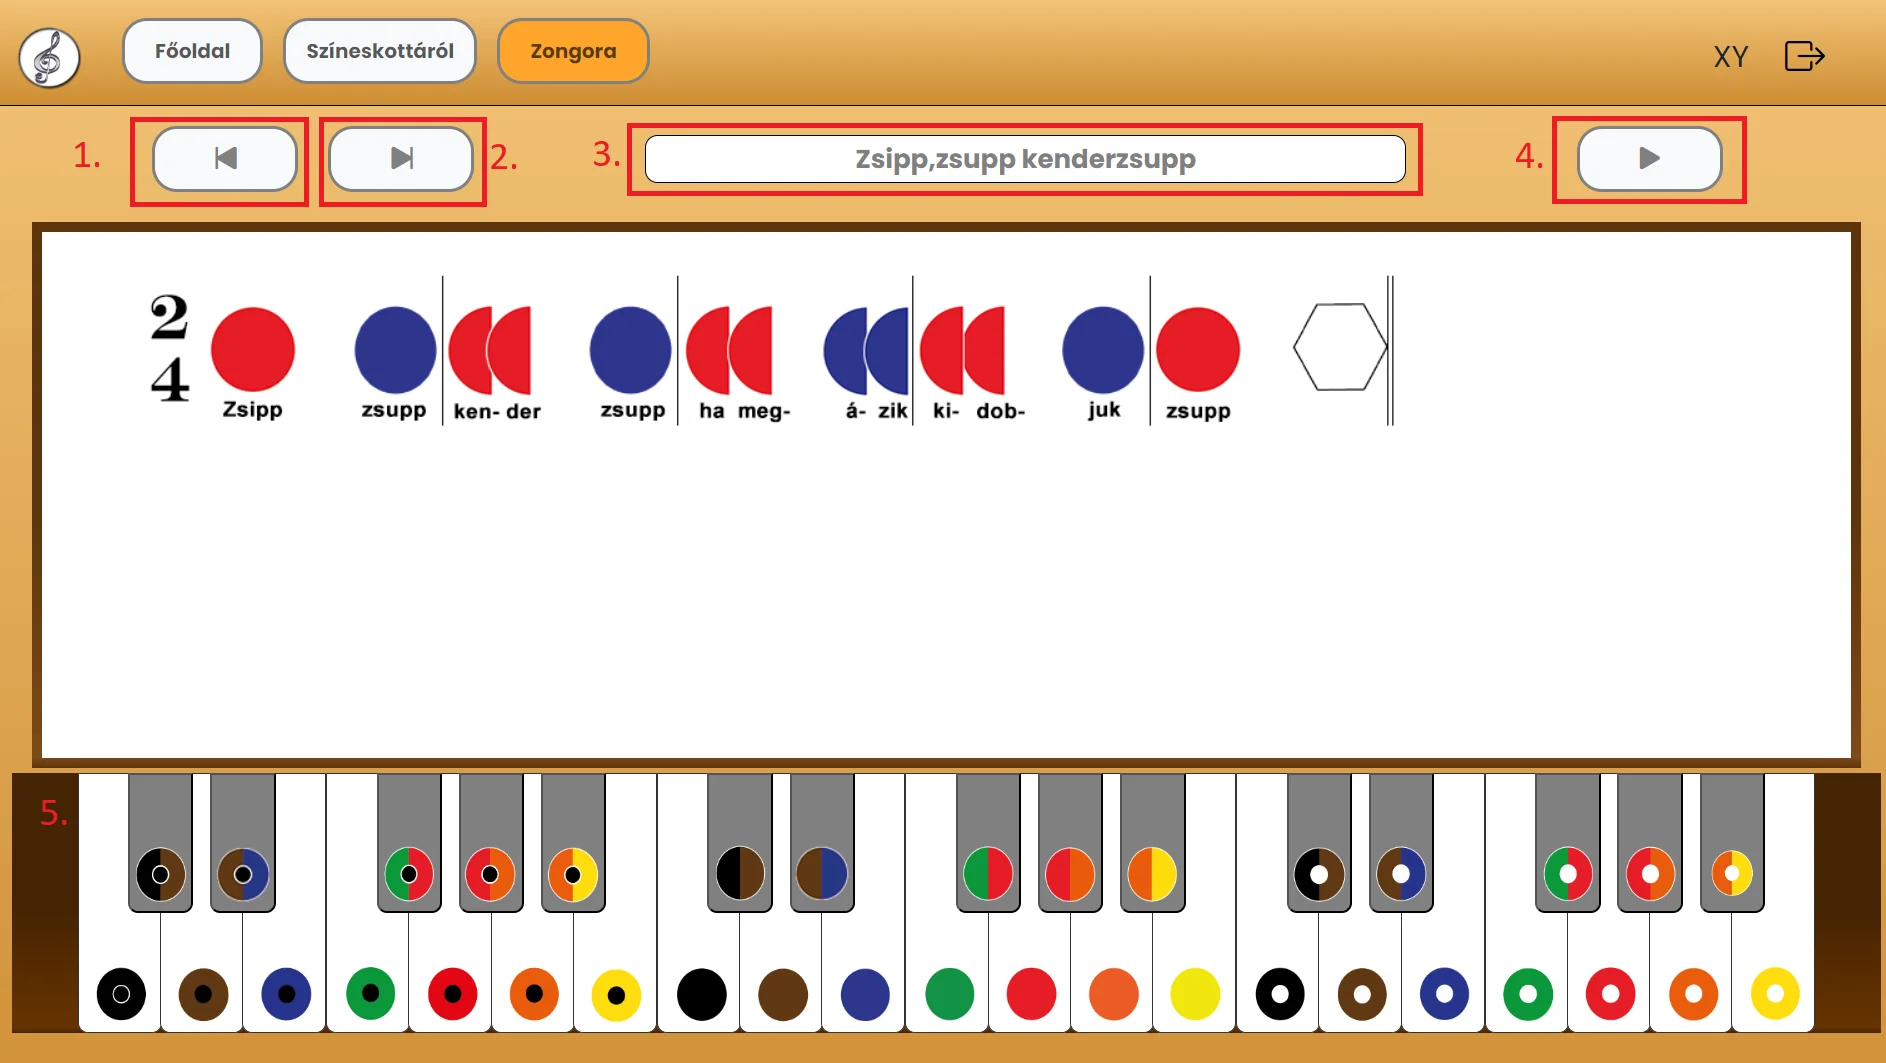 Főoldal Színeskottáról Zongora XY
1. 2. 3. Zsipp,zsupp kenderzsupp 4.
2
4
Zsipp zsupp ken- der zsupp ha meg- á- zik ki- dob- juk zsupp
5.